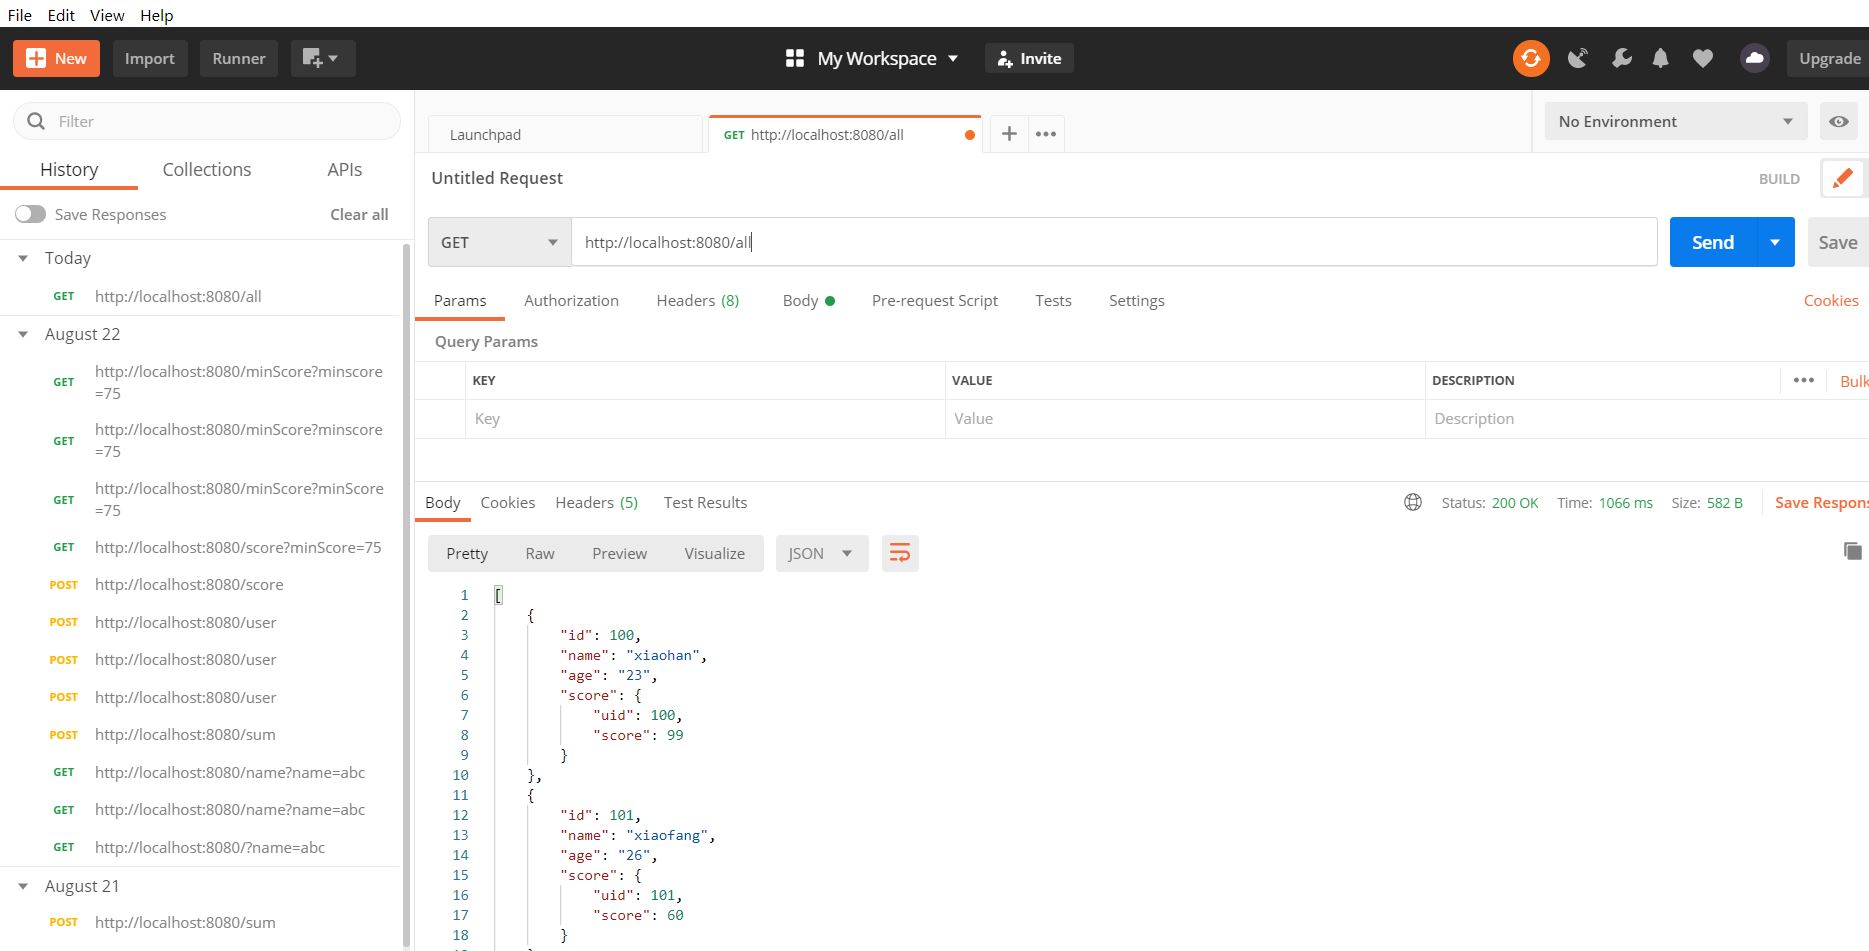 File Edit View Help
New Import Runner My Workspace Invite Upgrade
Filter
History Collections APIs
Save Responses Clear all
Today
GET http://localhost:8080/all
August 22
GET http://localhost:8080/minScore?minscore
=75
GET http://localhost:8080/minScore?minscore
=75
GET http://localhost:8080/minScore?minScore
=75
GET http://localhost:8080/score?minScore=75
POST http://localhost:8080/score
POST http://localhost:8080/user
POST http://localhost:8080/user
POST http://localhost:8080/user
POST http://localhost:8080/sum
GET http://localhost:8080/name?name=abc
GET http://localhost:8080/name?name=abc
GET http://localhost:8080/?name=abc
August 21
POST http://localhost:8080/sum
Launchpad GET http://localhost:8080/all No Environment
Untitled Request BUILD
GET http://localhost:8080/all Send Save
Params Authorization Headers (8) Body Pre-request Script Tests Settings Cookies
Query Params
KEY VALUE DESCRIPTION Bulk
Key Value Description
Body Cookies Headers (5) Test Results Status: 200 OK Time: 1066 ms Size: 582 B Save Respons
Pretty Raw Preview Visualize JSON
1 [
2 {
3 "id": 100,
4 "name": "xiaohan",
5 "age": "23",
6 "score": {
7 "uid": 100,
8 "score": 99
9 }
10 },
11 {
12 "id": 101,
13 "name": "xiaofang",
14 "age": "26",
15 "score": {
16 "uid": 101,
17 "score": 60
18 }